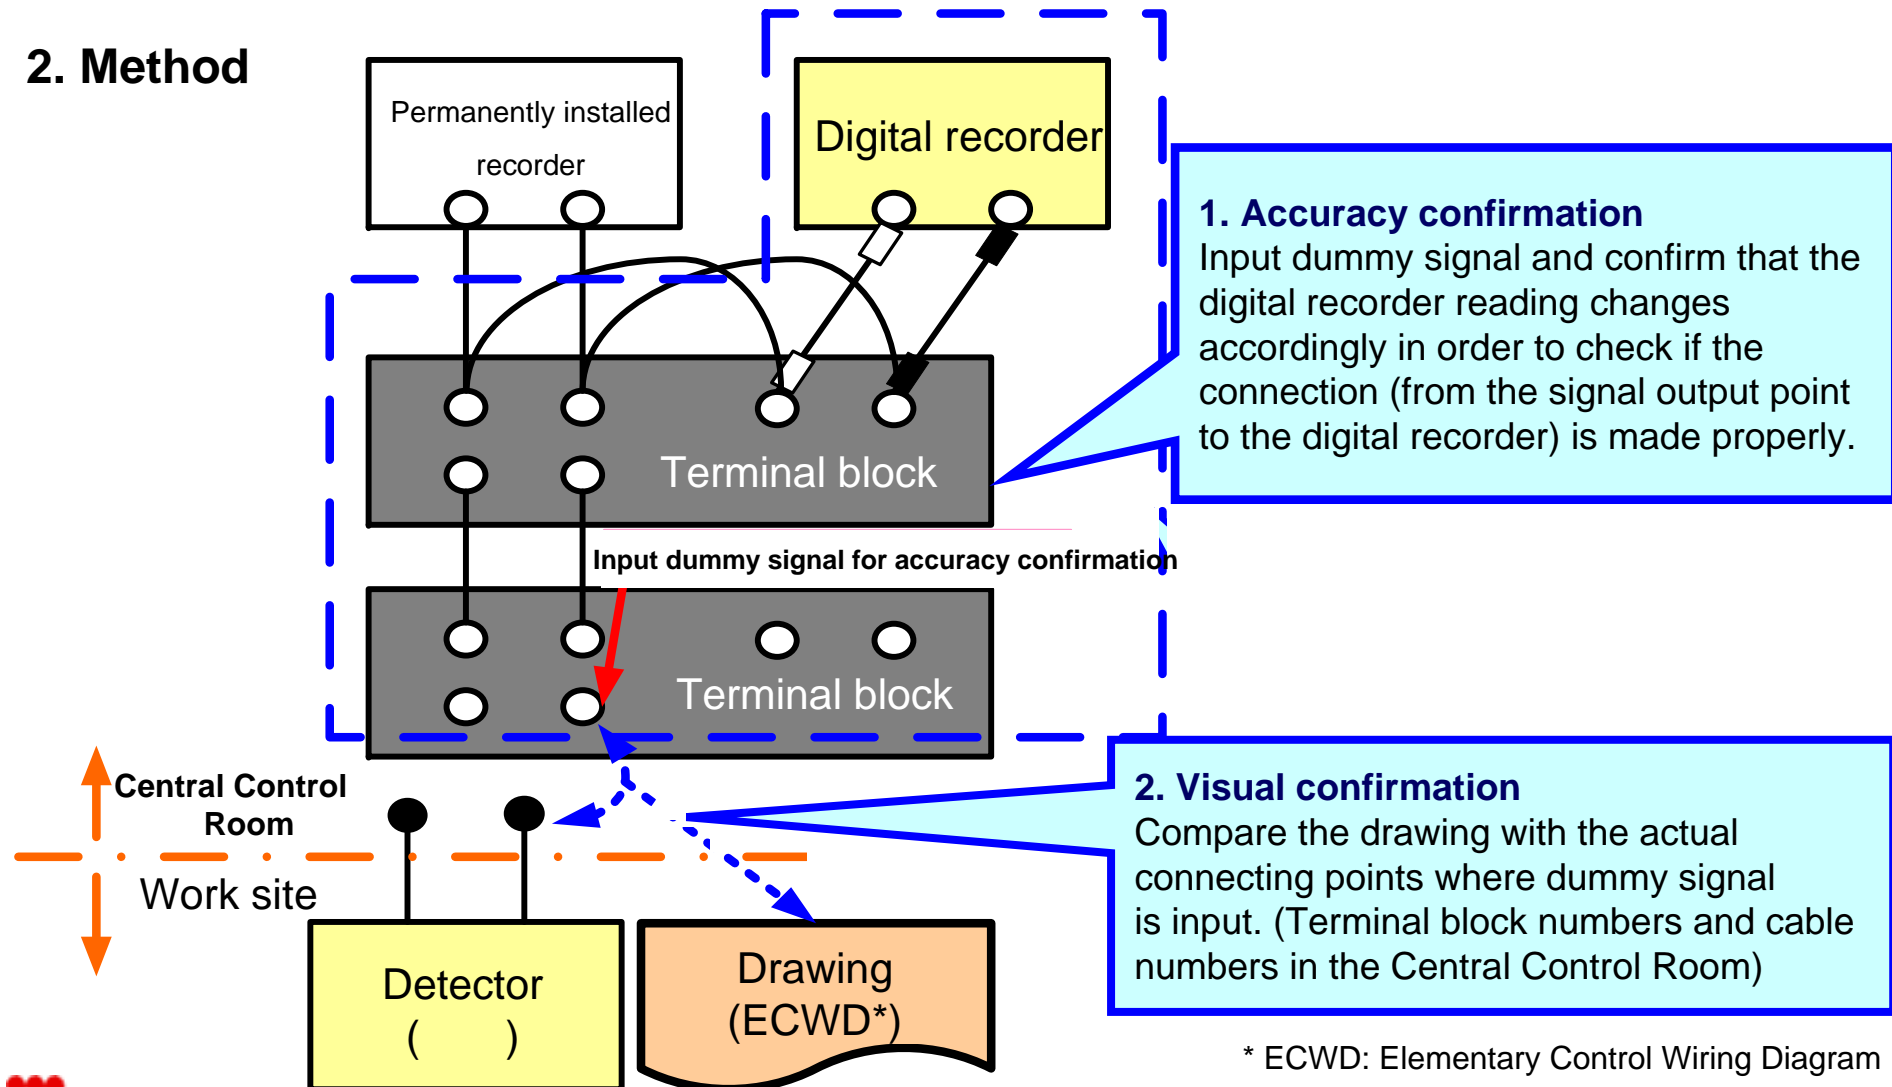 2. Method
Permanently installed
recorder
Digital recorder
1. Accuracy confirmation
Input dummy signal and confirm that the
digital recorder reading changes
accordingly in order to check if the
connection (from the signal output point
to the digital recorder) is made properly.
Terminal block
Input dummy signal for accuracy confirmation
Terminal block
Central Control
Room
Work site
2. Visual confirmation
Compare the drawing with the actual
connecting points where dummy signal
is input. (Terminal block numbers and cable
numbers in the Central Control Room)
Detector
( )
Drawing
(ECWD*)
* ECWD: Elementary Control Wiring Diagram